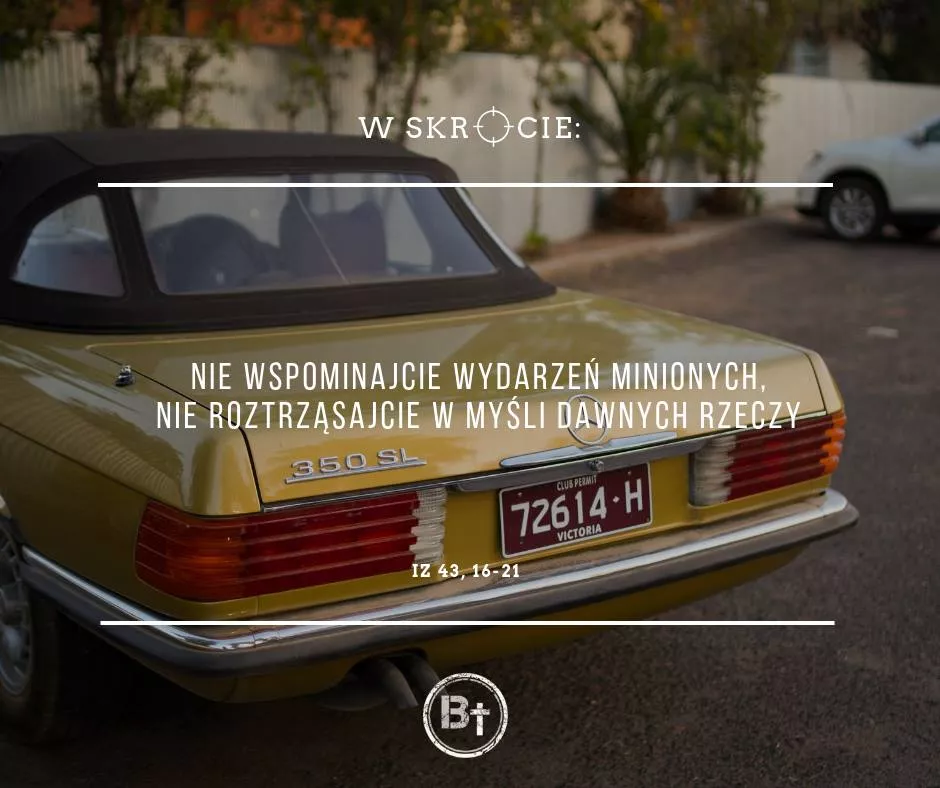 W SKRÓCIE:
NIE WSPOMINAJCIE WYDARZEŃ MINIONYCH,
NIE ROZTRZĄSAJCIE W MYŚLI DAWNYCH RZECZY
350 SL
CLUB PERMIT
72614·H
VICTORIA
IZ 43, 16-21
Bt